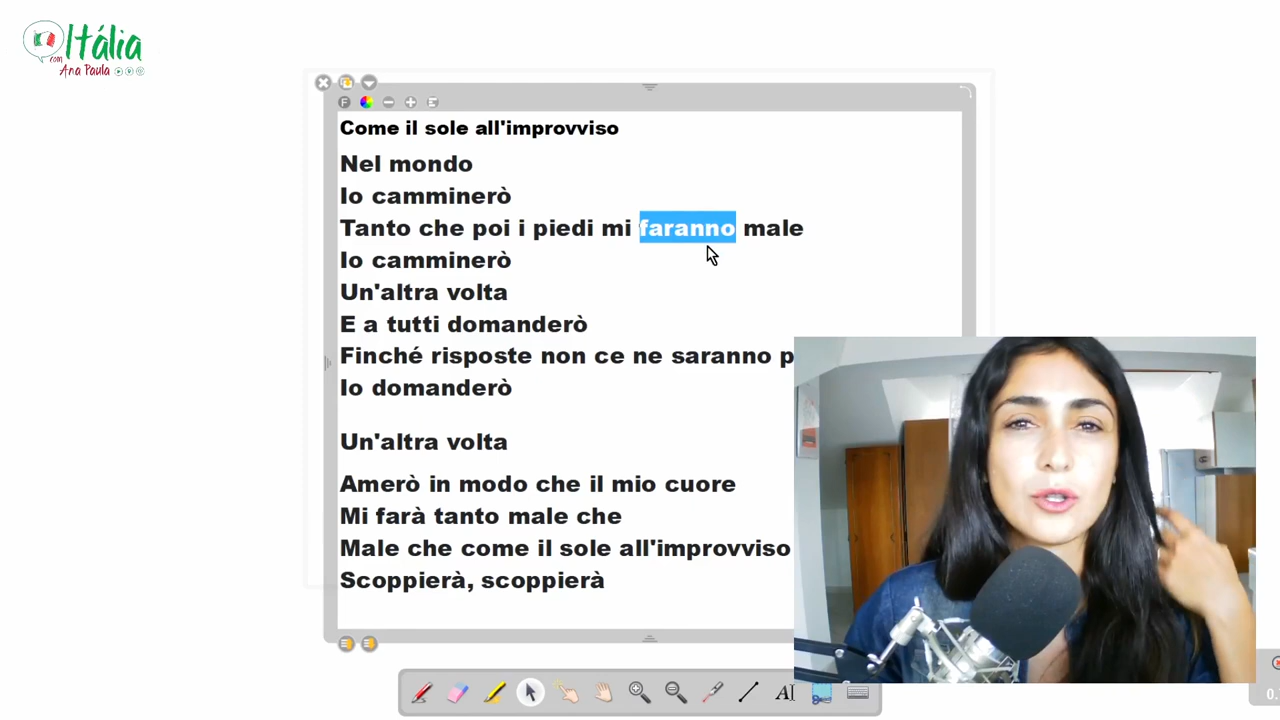 Itália
com
Ana Paula
Come il sole all'improvviso
Nel mondo
Io camminerò
Tanto che poi i piedi mi faranno male
Io camminerò
Un'altra volta
E a tutti domanderò
Finché risposte non ce ne saranno p
Io domanderò
Un'altra volta
Amerò in modo che il mio cuore
Mi farà tanto male che
Male che come il sole all'improvviso
Scoppierà, scoppierà